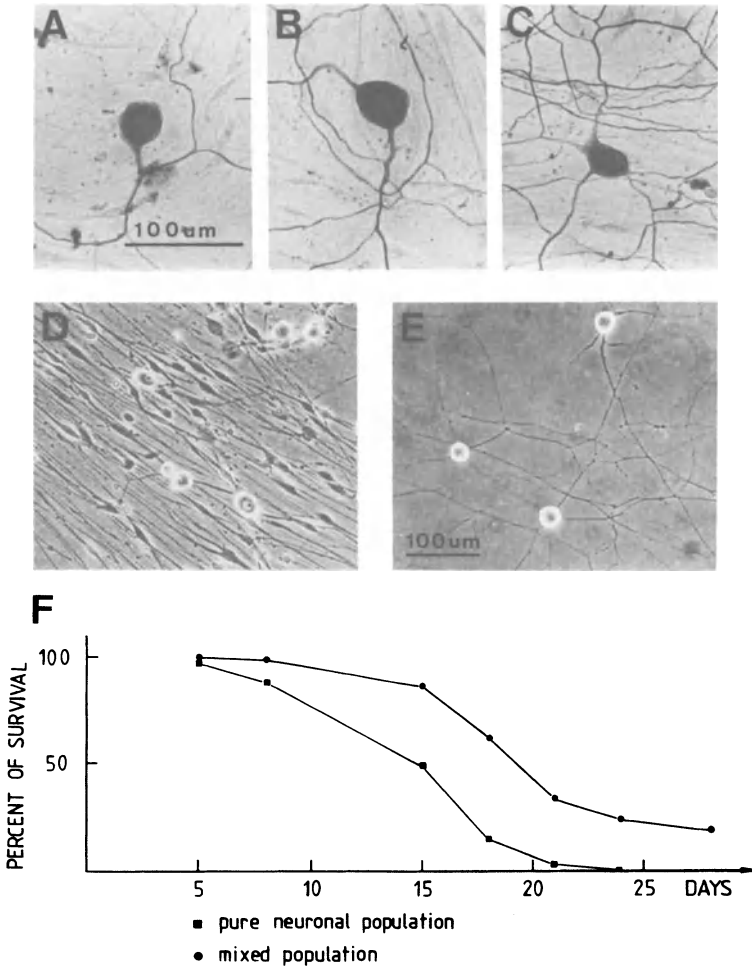 A
B
C
100um
D
E
100um
F
PERCENT OF SURVIVAL
100
50
5
10
15
20
25
DAYS
pure neuronal population
mixed population